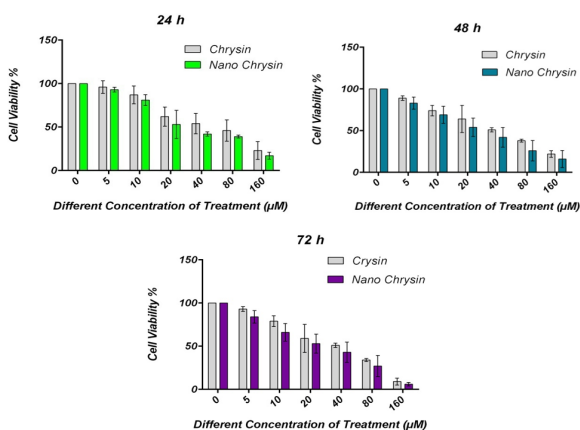 24 h
150
100
50
0
Cell Viability %
Chrysin
Nano Chrysin
0 5 10 20 40 80 160
Different Concentration of Treatment (µM)
48 h
150
100
50
0
Cell Viability %
Chrysin
Nano Chrysin
0 5 10 20 40 80 160
Different Concentration of Treatment (µM)
72 h
150
100
50
0
Cell Viability %
Crysin
Nano Chrysin
0 5 10 20 40 80 160
Different Concentration of Treatment (µM)